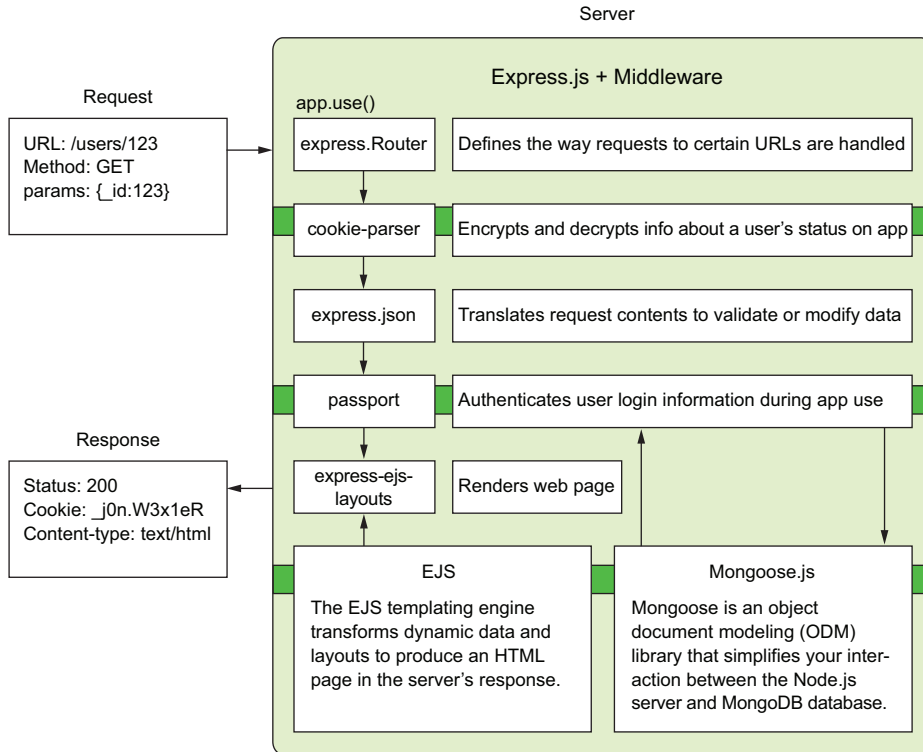 Server
Express.js + Middleware
Request
app.use()
URL: /users/123
Method: GET
params: {_id:123}
express.Router
Defines the way requests to certain URLs are handled
cookie-parser
Encrypts and decrypts info about a user’s status on app
express.json
Translates request contents to validate or modify data
passport
Authenticates user login information during app use
Response
Status: 200
Cookie: _j0n.W3x1eR
Content-type: text/html
express-ejs-
layouts
Renders web page
EJS
The EJS templating engine
transforms dynamic data and
layouts to produce an HTML
page in the server’s response.
Mongoose.js
Mongoose is an object
document modeling (ODM)
library that simplifies your inter-
action between the Node.js
server and MongoDB database.